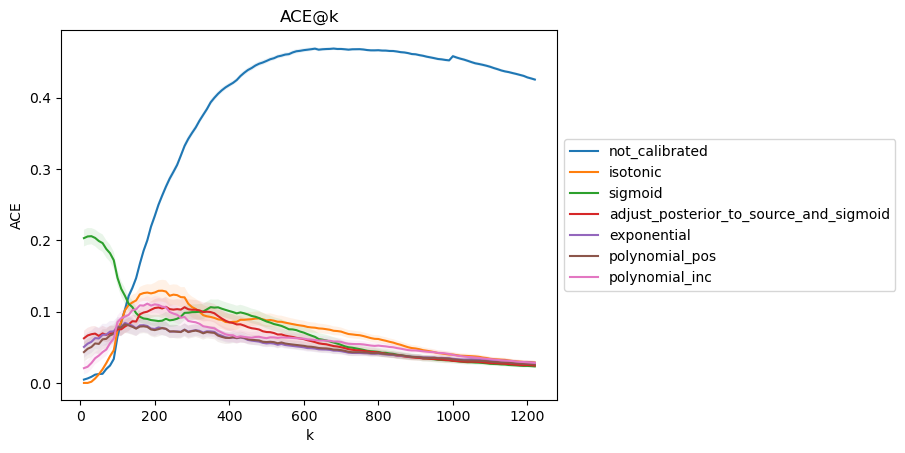 ACE@k
ACE
0.4
0.3
0.2
0.1
0.0
0
200
400
600
800
1000
1200
k
not_calibrated
isotonic
sigmoid
adjust_posterior_to_source_and_sigmoid
exponential
polynomial_pos
polynomial_inc